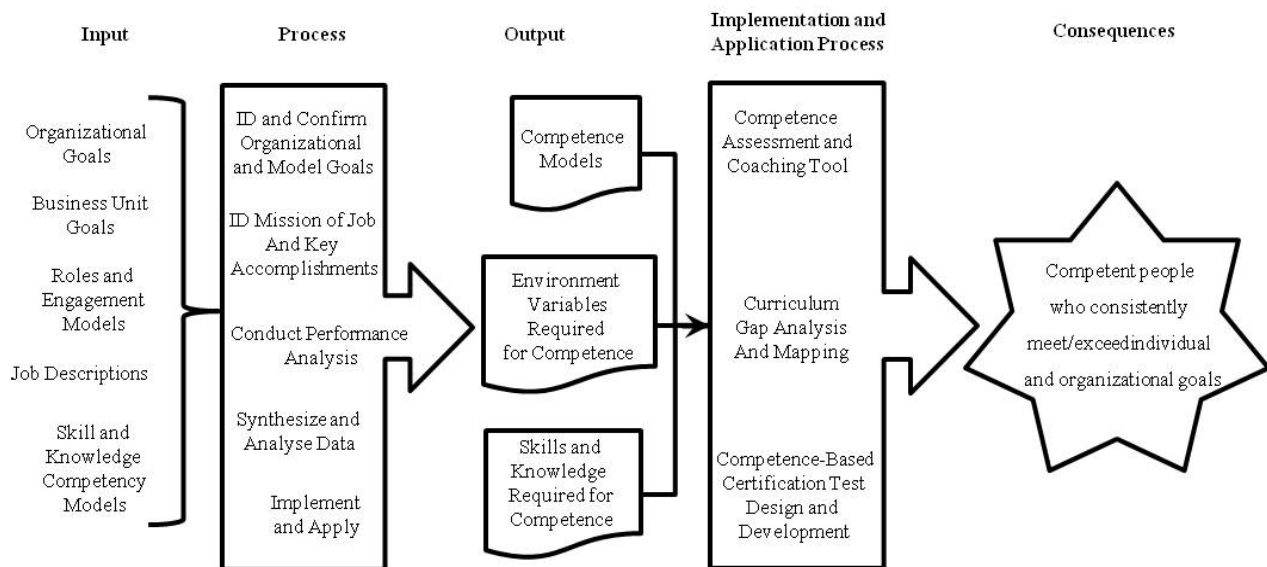 Input
Process
Output
Implementation and
Application Process
Consequences
Organizational
Goals
Business Unit
Goals
Roles and
Engagement
Models
Job Descriptions
Skill and
Knowledge
Competency
Models
ID and Confirm
Organizational
and Model Goals
ID Mission of Job
And Key
Accomplishments
Conduct Performance
Analysis
Synthesize and
Analyse Data
Implement
and Apply
Competence
Models
Environment
Variables
Required
for Competence
Skills and
Knowledge
Required for
Competence
Competence
Assessment and
Coaching Tool
Curriculum
Gap Analysis
And Mapping
Competence-Based
Certification Test
Design and
Development
Competent people
who consistently
meet/exceedindividual
and organizational goals